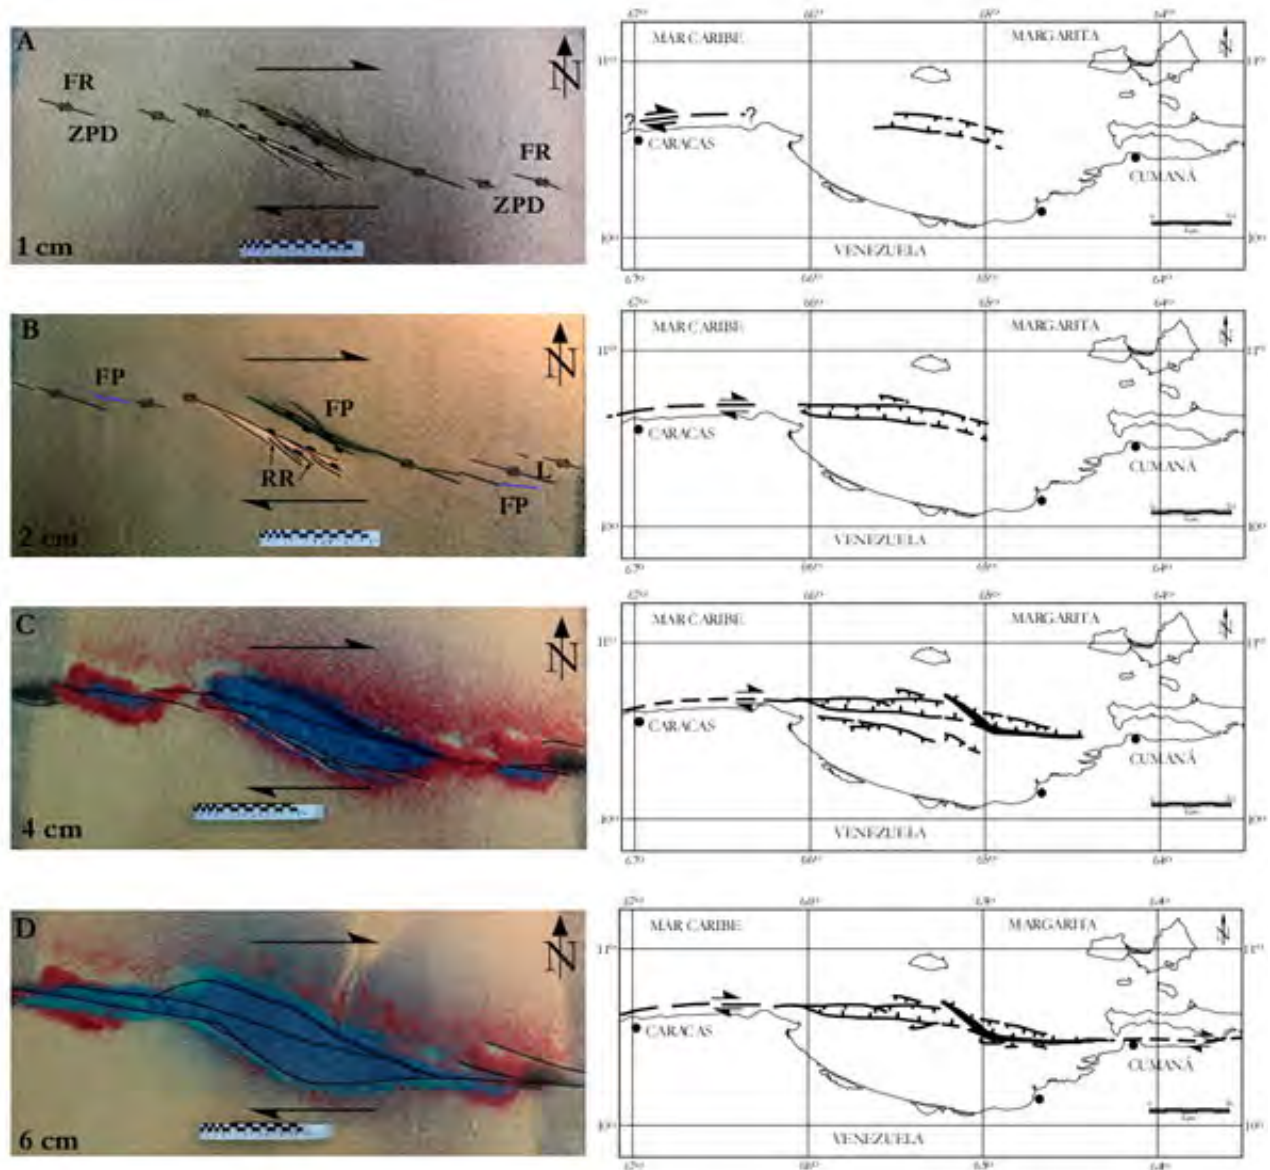 A
N
FR
ZPD
FR
ZPD
1 cm
MAR CARIBE
MARGARITA
N
?
?
CARACAS
CUMANÁ
VENEZUELA
B
N
FP
FP
RR
L
FP
2 cm
MAR CARIBE
MARGARITA
N
CARACAS
CUMANÁ
VENEZUELA
C
N
4 cm
MAR CARIBE
MARGARITA
N
CARACAS
CUMANÁ
VENEZUELA
D
N
6 cm
MAR CARIBE
MARGARITA
N
CARACAS
CUMANÁ
VENEZUELA